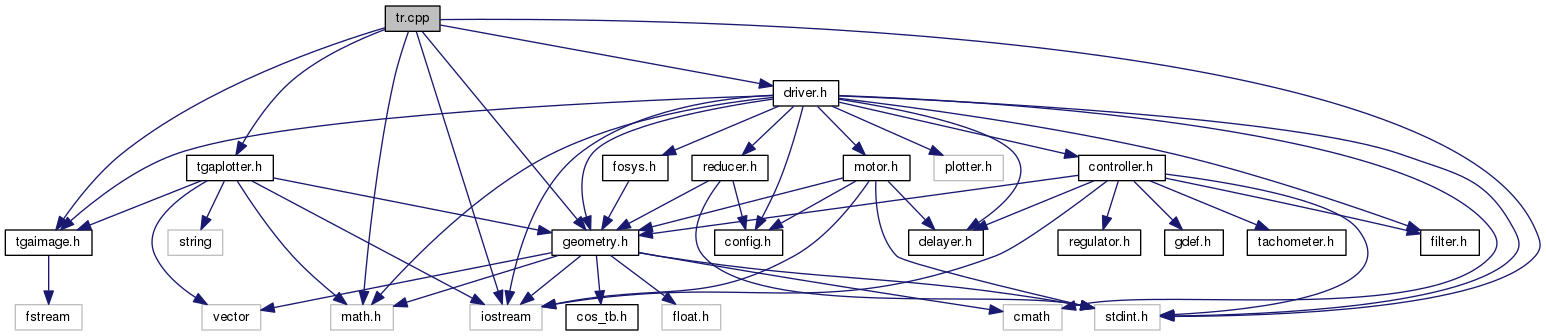 tr.cpp
driver.h
tgaplotter.h
fosys.h
reducer.h
motor.h
plotter.h
controller.h
tgaimage.h
string
geometry.h
config.h
delayer.h
regulator.h
gdef.h
tachometer.h
filter.h
fstream
vector
math.h
iostream
cos_tb.h
float.h
cmath
stdint.h